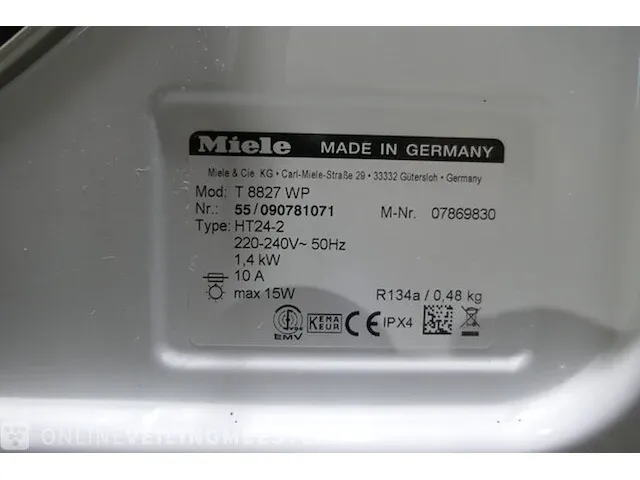 Miele MADE IN GERMANY
Miele & Cie. KG • Carl-Miele-Straße 29 • 33332 Gütersloh • Germany
Mod: T 8827 WP
Nr.: 55/090781071 M-Nr. 07869830
Type: HT24-2
220-240V~ 50Hz
1,4 kW
10 A
max 15W R134a / 0,48 kg
EMV KEMA KEUR CE IPX4
ONLINEVEILINGMEESTER